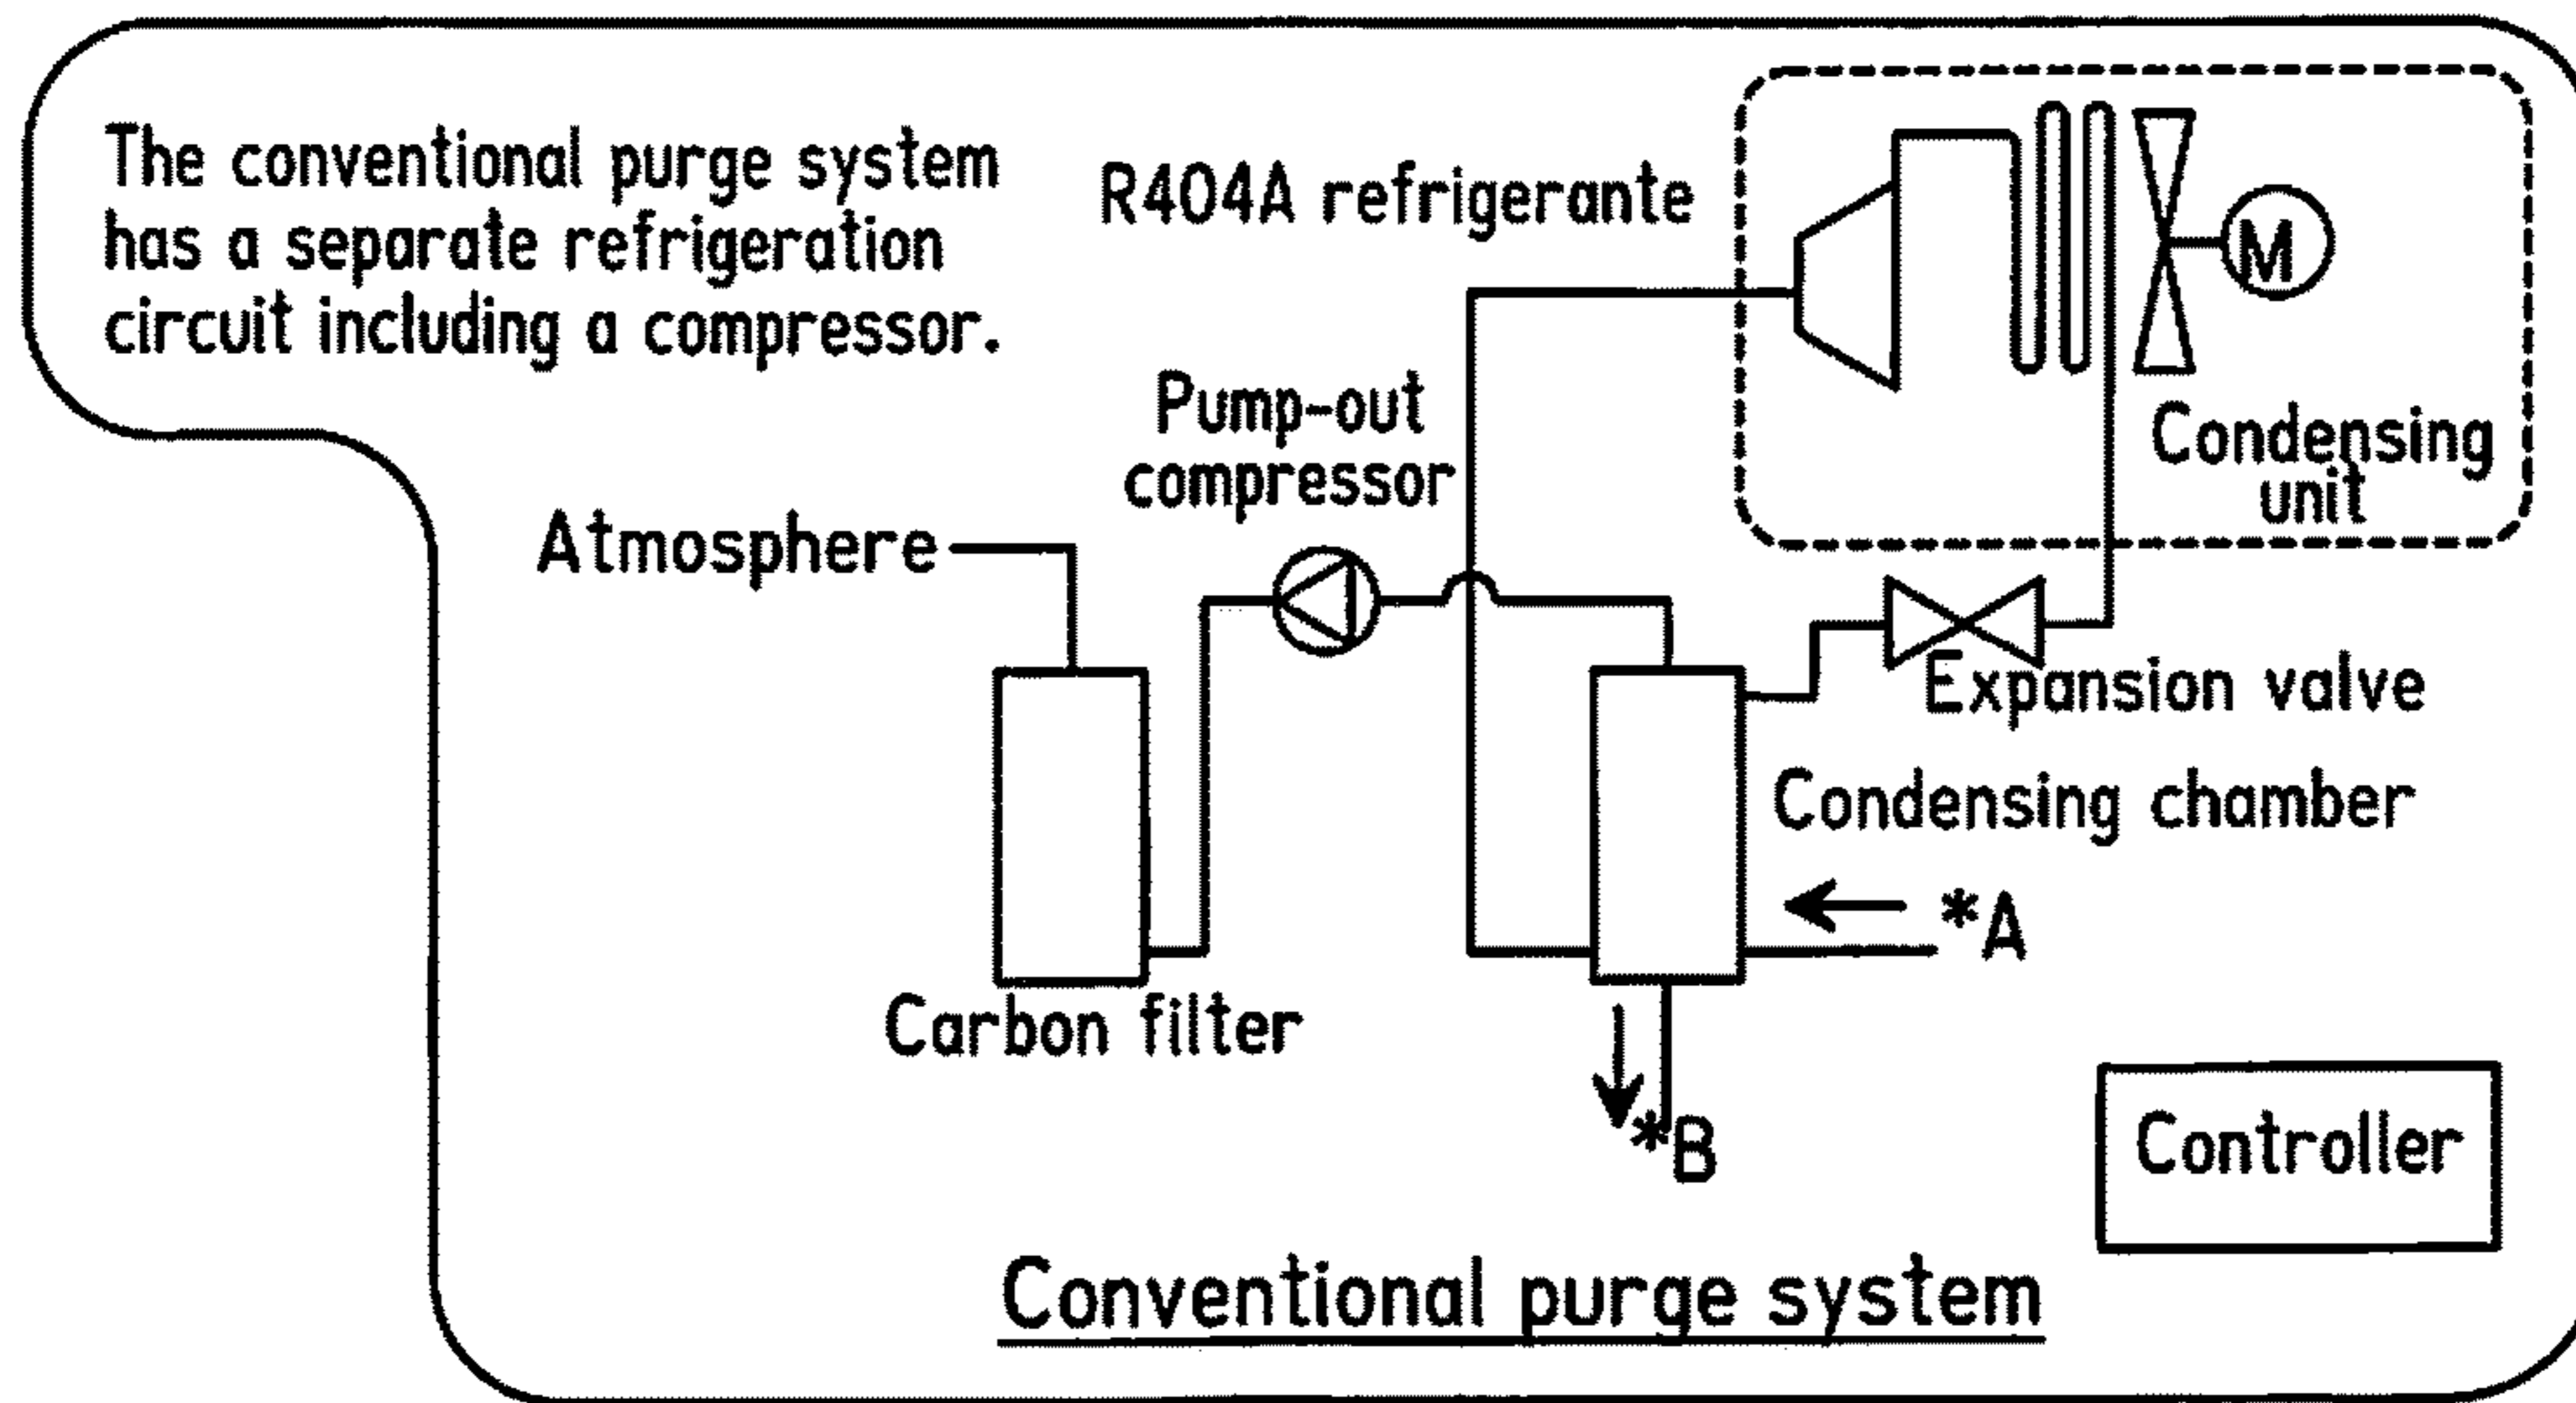 The conventional purge system
has a separate refrigeration
circuit including a compressor.
R404A refrigerante
M
Condensing
unit
Pump-out
compressor
Atmosphere
Expansion valve
Condensing chamber
*A
Carbon filter
*B
Controller
Conventional purge system